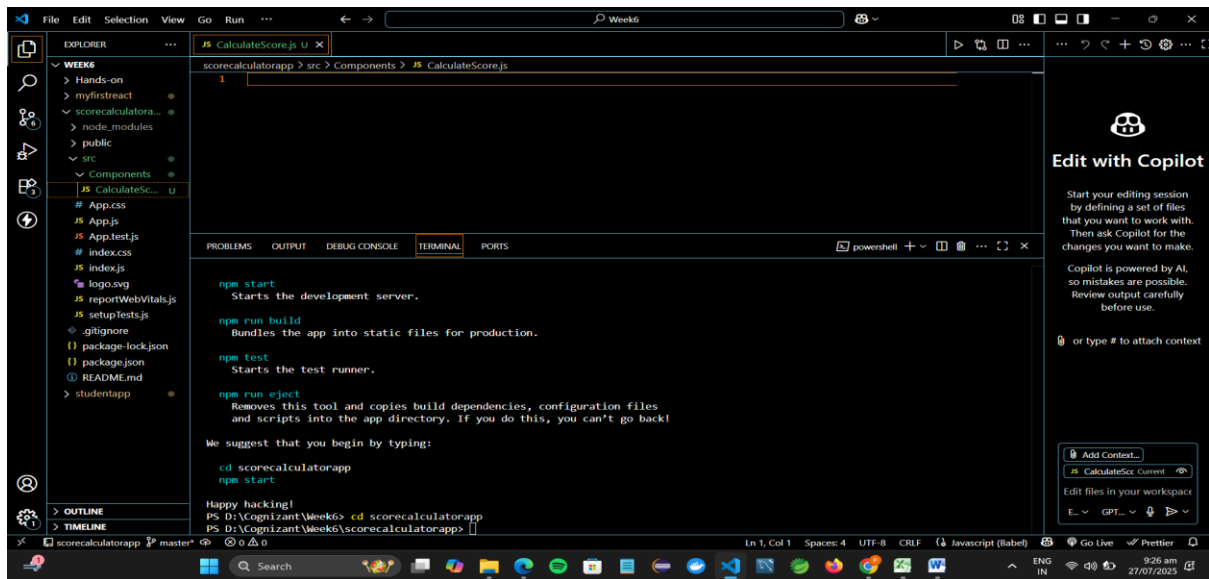 File Edit Selection View Go Run ··· Week6
EXPLORER ···
WEEK6
Hands-on
myfirstreact
scorecalculatora...
node_modules
public
src
Components
JS CalculateSc... U
# App.css
JS App.js
JS App.test.js
# index.css
JS index.js
logo.svg
JS reportWebVitals.js
JS setupTests.js
.gitignore
{} package-lock.json
{} package.json
README.md
studentapp
OUTLINE
TIMELINE
JS CalculateScore.js U
scorecalculatorapp > src > Components > JS CalculateScore.js
1
PROBLEMS OUTPUT DEBUG CONSOLE TERMINAL PORTS powershell
npm start
Starts the development server.
npm run build
Bundles the app into static files for production.
npm test
Starts the test runner.
npm run eject
Removes this tool and copies build dependencies, configuration files
and scripts into the app directory. If you do this, you can't go back!
We suggest that you begin by typing:
cd scorecalculatorapp
npm start
Happy hacking!
PS D:\Cognizant\Week6> cd scorecalculatorapp
PS D:\Cognizant\Week6\scorecalculatorapp>
Edit with Copilot
Start your editing session
by defining a set of files
that you want to work with.
Then ask Copilot for the
changes you want to make.
Copilot is powered by AI,
so mistakes are possible.
Review output carefully
before use.
or type # to attach context
Add Context...
JS CalculateScc Current
Edit files in your workspace
E... GPT...
6
3
1
scorecalculatorapp master* 0 0 Ln 1, Col 1 Spaces: 4 UTF-8 CRLF Javascript (Babel) Go Live Prettier
Search
ENG
IN
9:26 am
27/07/2025